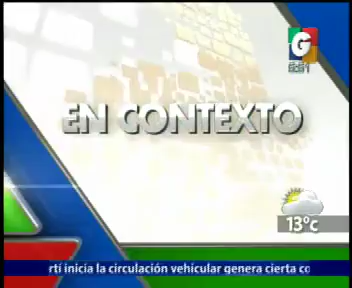 G
EN CONTEXTO
13°c
rtí inicia la circulación vehicular genera cierta co